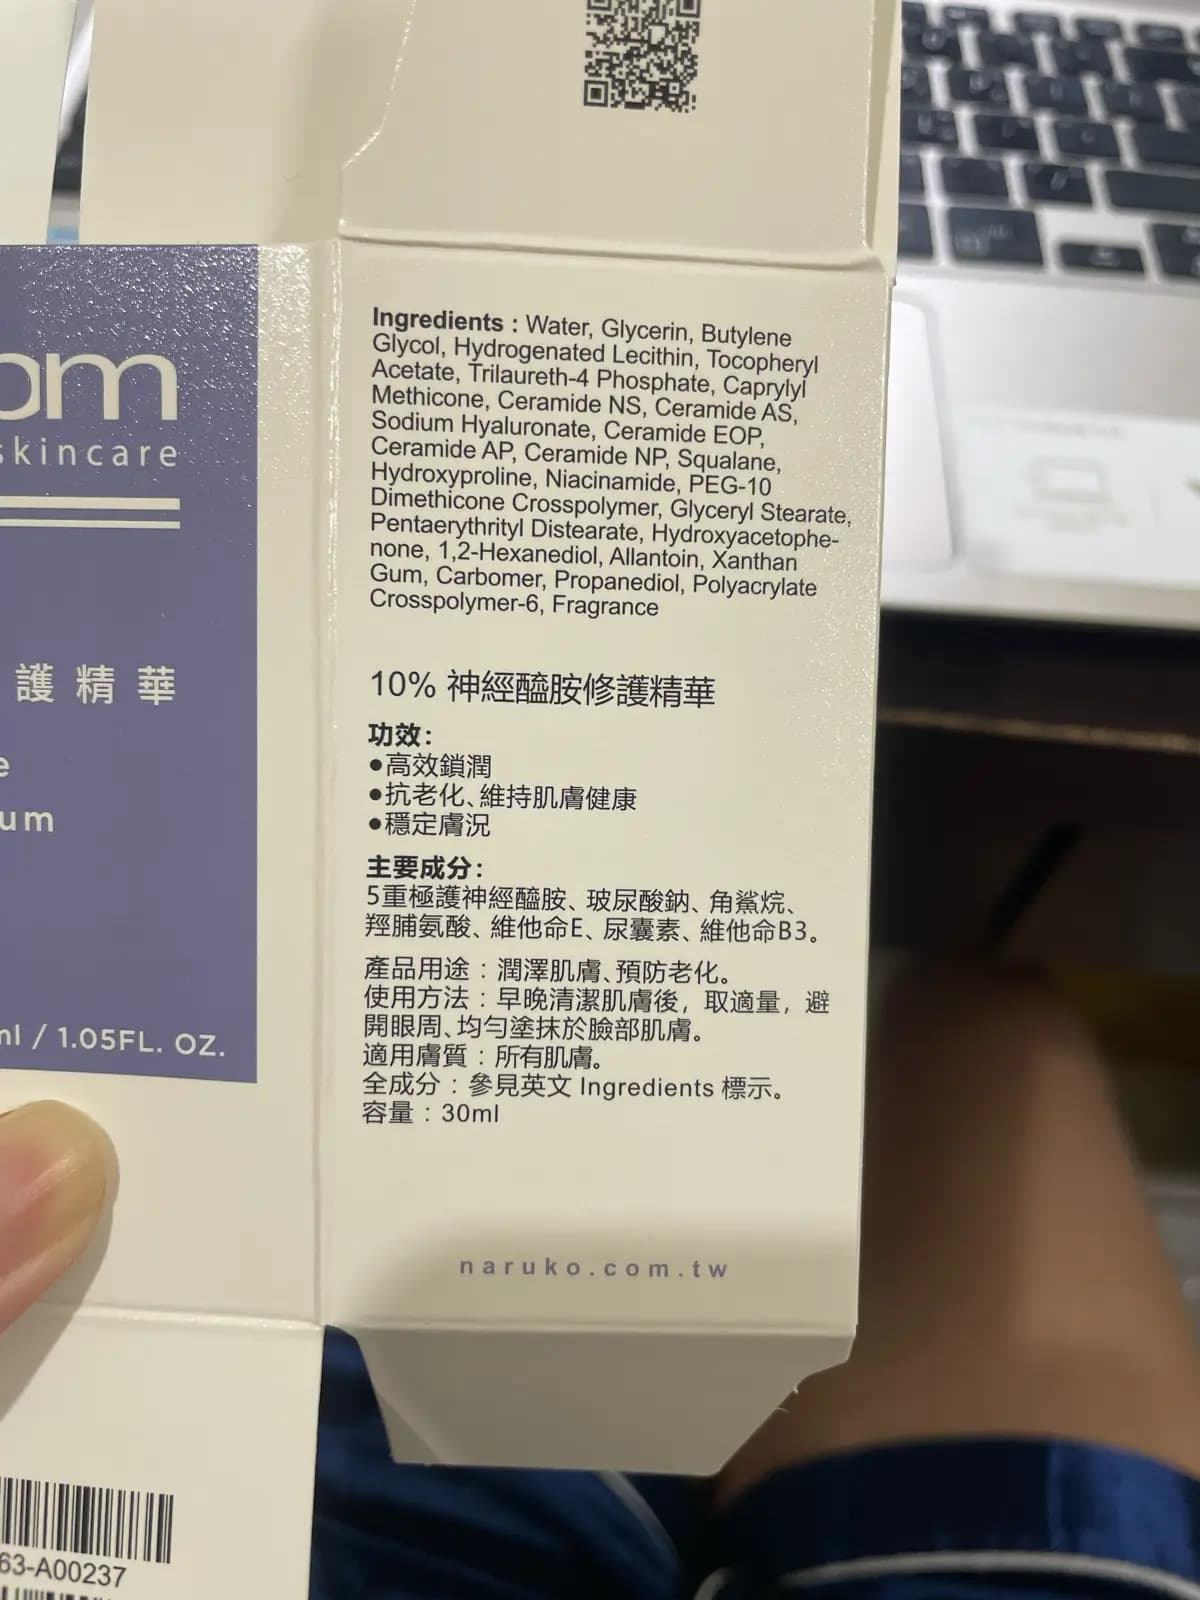 Ingredients : Water, Glycerin, Butylene
Glycol, Hydrogenated Lecithin, Tocopheryl
Acetate, Trilaureth-4 Phosphate, Caprylyl
Methicone, Ceramide NS, Ceramide AS,
Sodium Hyaluronate, Ceramide EOP,
Ceramide AP, Ceramide NP, Squalane,
Hydroxyproline, Niacinamide, PEG-10
Dimethicone Crosspolymer, Glyceryl Stearate,
Pentaerythrityl Distearate, Hydroxyacetophe-
none, 1,2-Hexanediol, Allantoin, Xanthan
Gum, Carbomer, Propanediol, Polyacrylate
Crosspolymer-6, Fragrance
10% 神經醯胺修護精華
功效：
●高效鎖潤
●抗老化、維持肌膚健康
●穩定膚況
主要成分：
5重極護神經醯胺、玻尿酸鈉、角鯊烷、
羥脯氨酸、維他命E、尿囊素、維他命B3。
產品用途：潤澤肌膚、預防老化。
使用方法：早晚清潔肌膚後，取適量，避
開眼周、均勻塗抹於臉部肌膚。
適用膚質：所有肌膚。
全成分：參見英文 Ingredients 標示。
容量：30ml
naruko.com.tw
om
skincare
護精華
e
um
ml / 1.05FL. OZ.
63-A00237